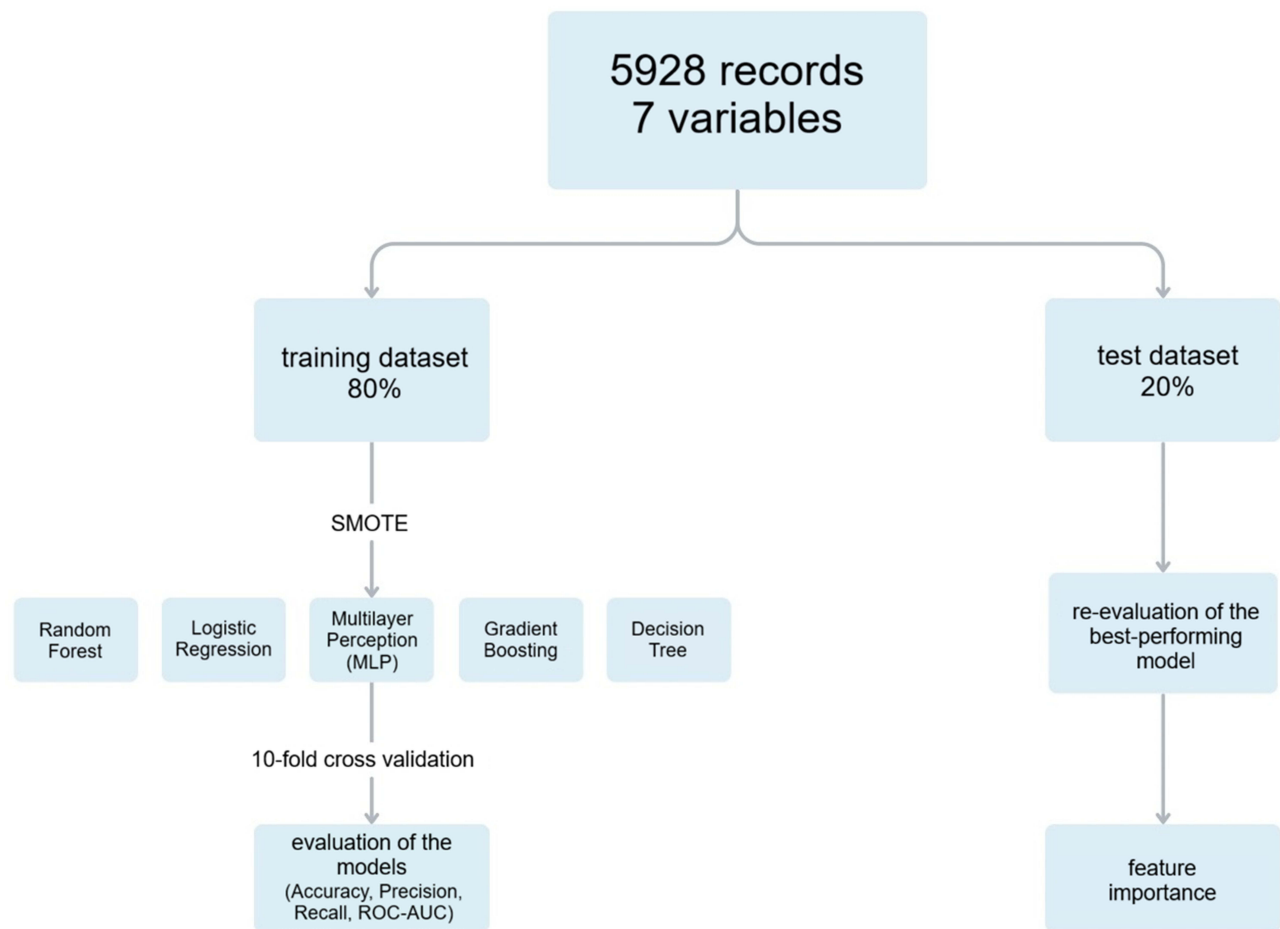 5928 records
7 variables
training dataset
80%
test dataset
20%
SMOTE
Random
Forest
Logistic
Regression
Multilayer
Perception
(MLP)
Gradient
Boosting
Decision
Tree
re-evaluation of the
best-performing
model
10-fold cross validation
evaluation of the
models
(Accuracy, Precision,
Recall, ROC-AUC)
feature
importance